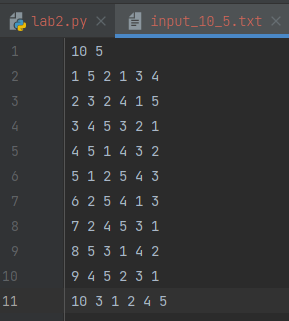 lab2.py
input_10_5.txt
1 10 5
2 1 5 2 1 3 4
3 2 3 2 4 1 5
4 3 4 5 3 2 1
5 4 5 1 4 3 2
6 5 1 2 5 4 3
7 6 2 5 4 1 3
8 7 2 4 5 3 1
9 8 5 3 1 4 2
10 9 4 5 2 3 1
11 10 3 1 2 4 5